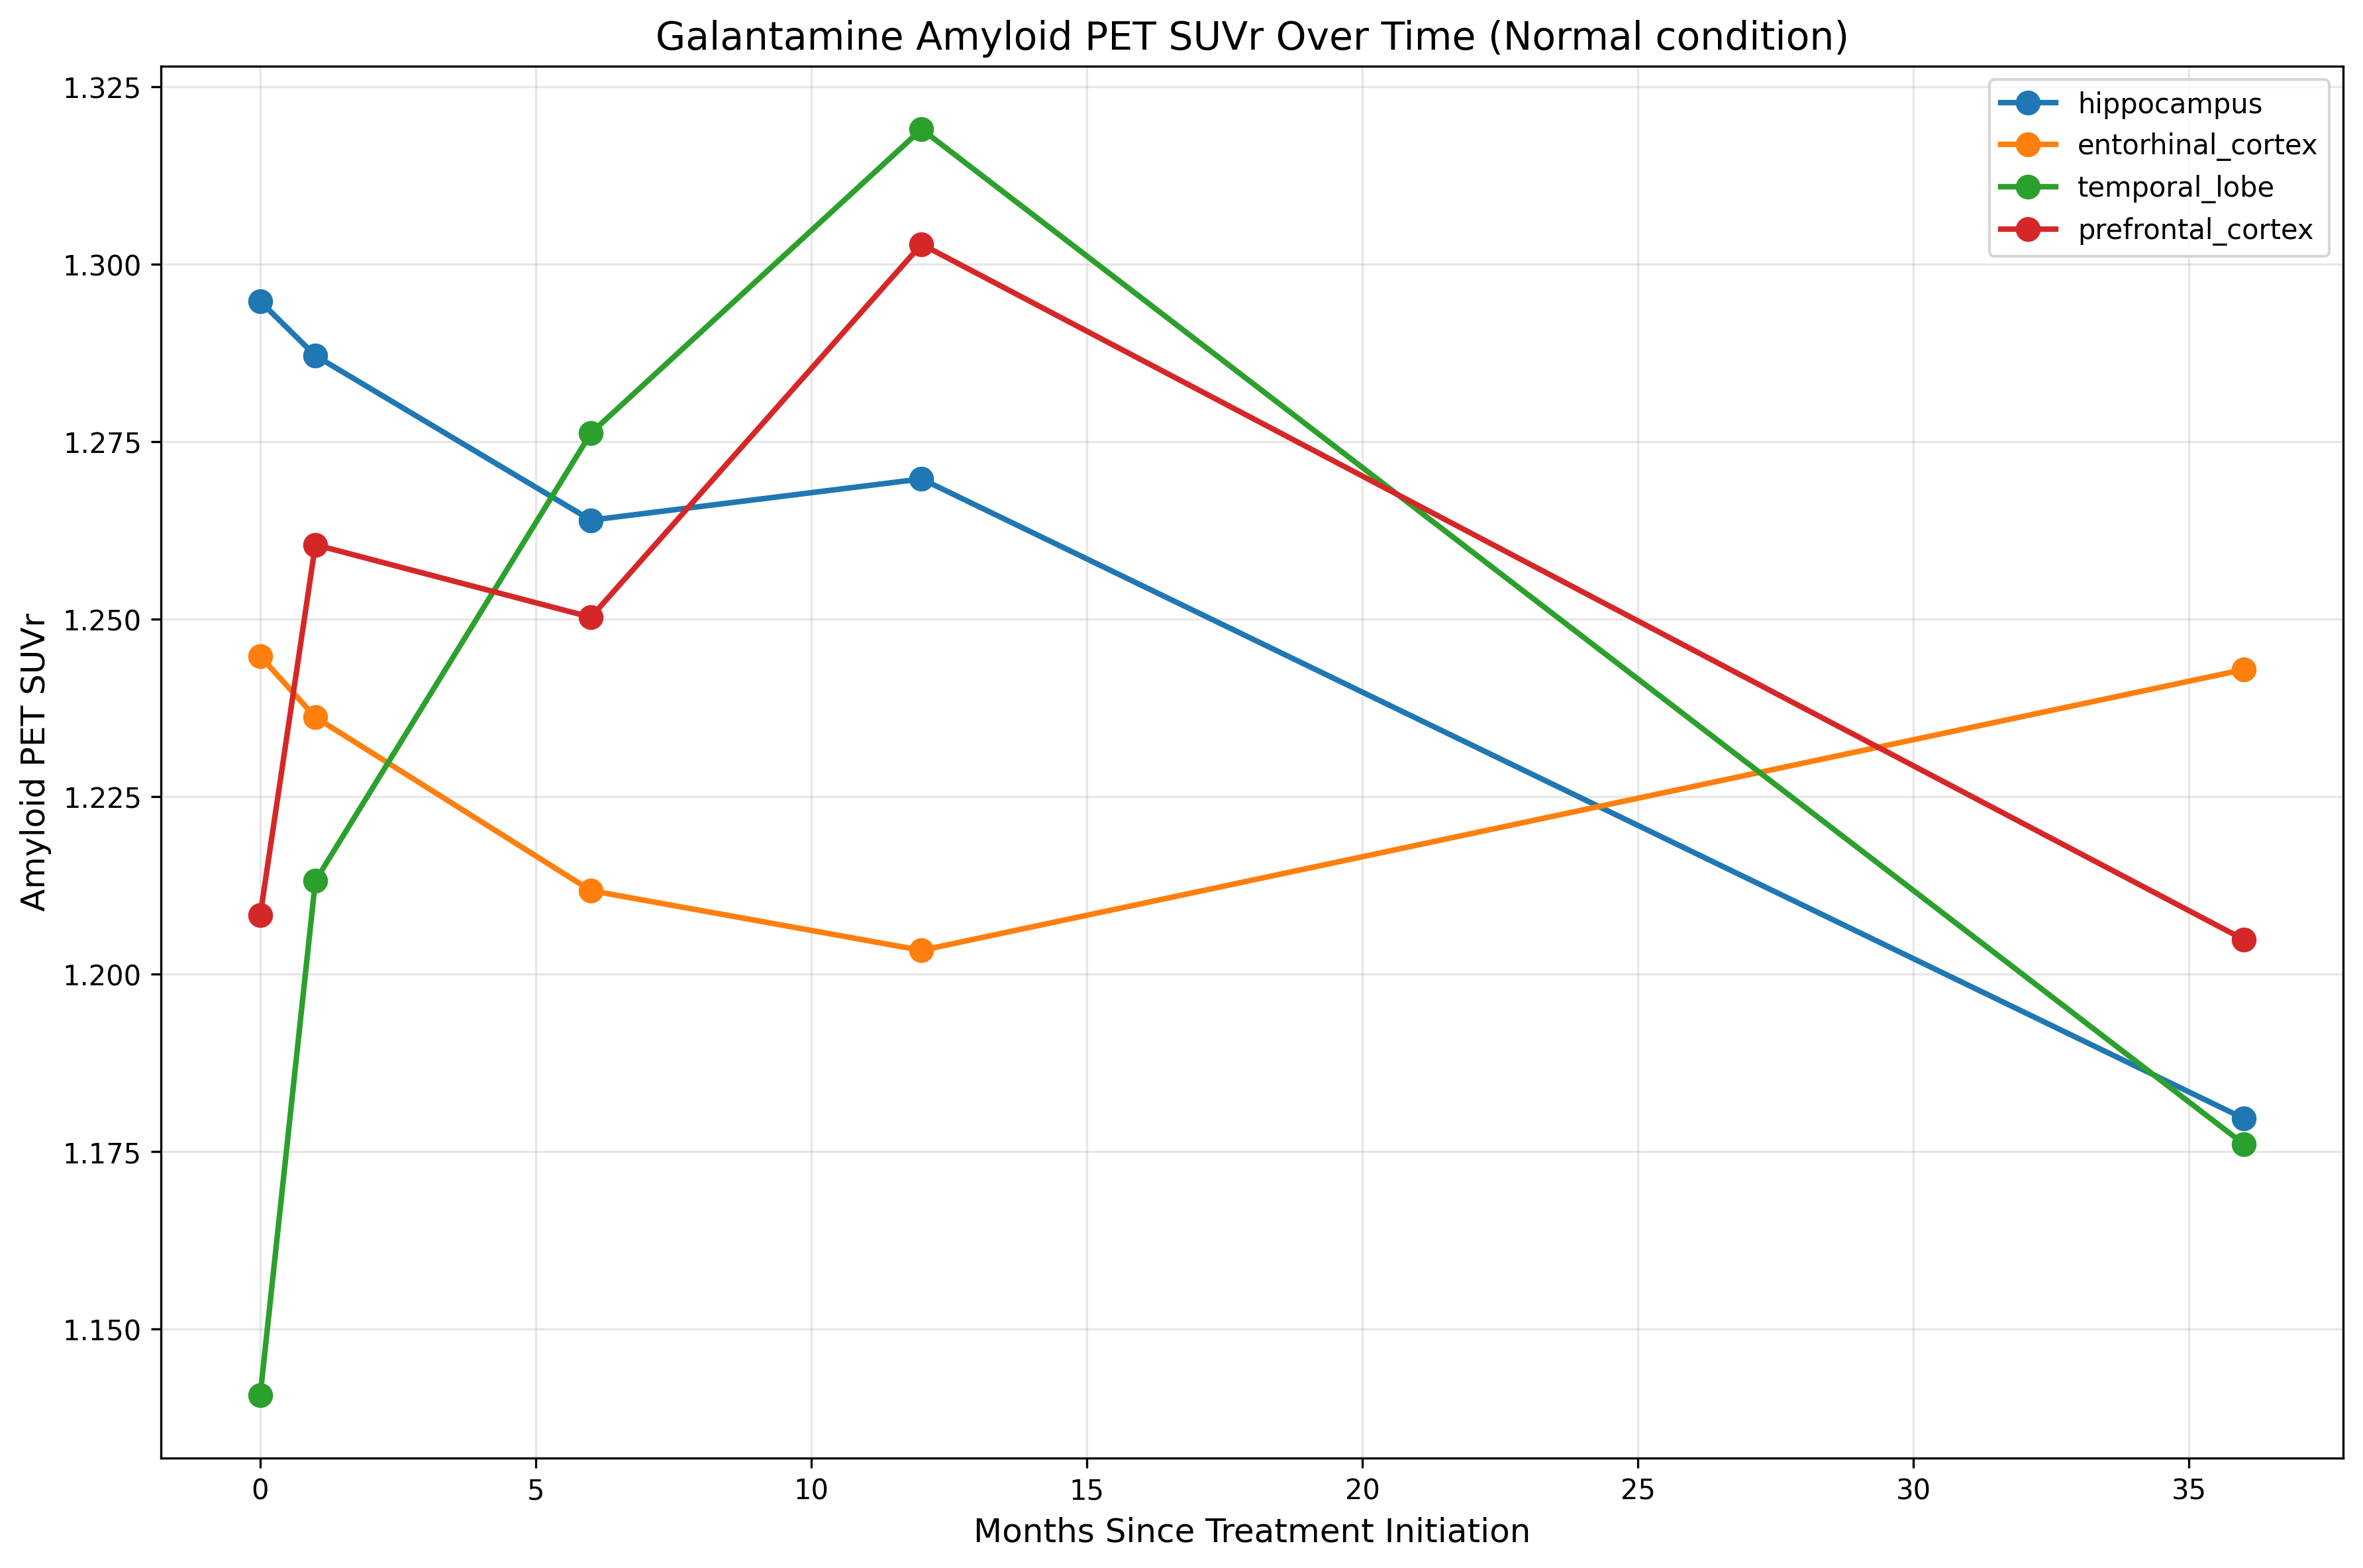 Galantamine Amyloid PET SUVr Over Time (Normal condition)
hippocampus
entorhinal_cortex
temporal_lobe
prefrontal_cortex
Amyloid PET SUVr
1.325
1.300
1.275
1.250
1.225
1.200
1.175
1.150
0 5 10 15 20 25 30 35
Months Since Treatment Initiation